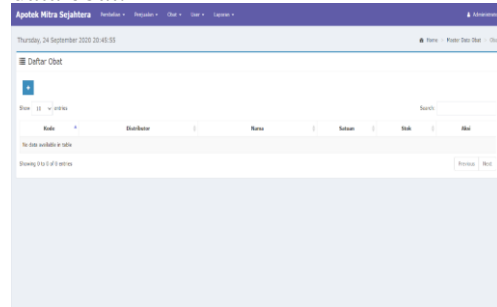 Apotek Mitra Sejahtera Pembelian Penjualan Obat User Laporan Administrator
Thursday, 24 September 2020 20:45:55 Home Master Data Obat
Daftar Obat
+
Show 10 entries Search
Kode Distributor Nama Satuan Stok Aksi
No data available in table
Showing 0 to 0 of 0 entries Previous Next